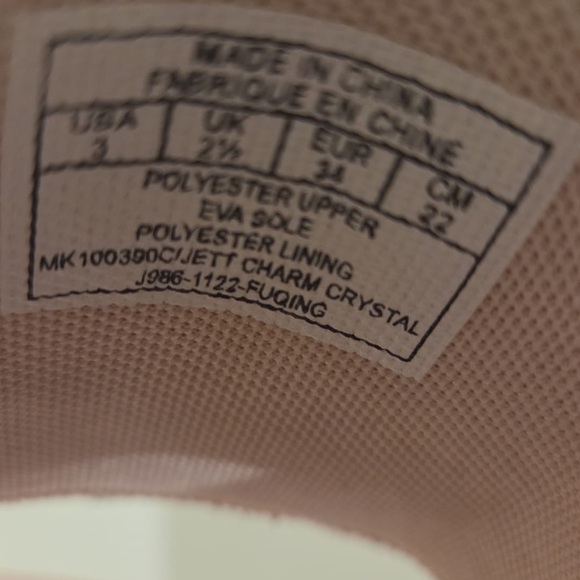 MADE IN CHINA
FABRIQUE EN CHINE
USA UK EUR CM
3 2½ 34 22
POLYESTER UPPER
EVA SOLE
POLYESTER LINING
MK100390C/JETT CHARM CRYSTAL
J986-1122-FUQING